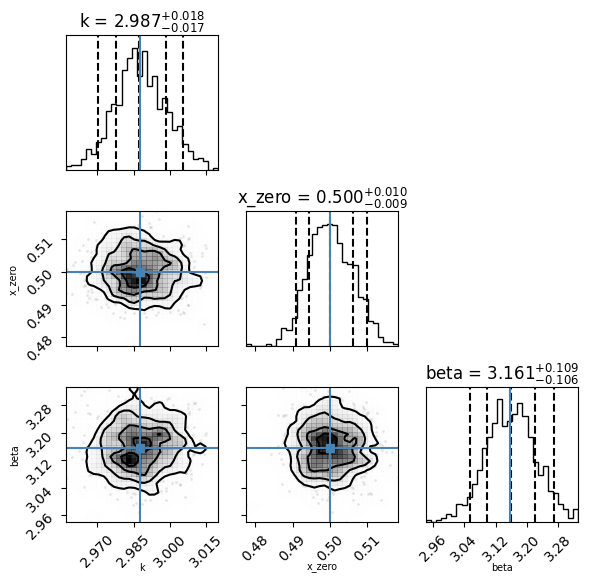 k = 2.987+0.018−0.017
x_zero = 0.500+0.010−0.009
0.51
0.50
0.49
0.48
x_zero
beta = 3.161+0.109−0.106
3.28
3.20
3.12
3.04
2.96
beta
2.970
2.985
3.000
3.015
k
0.48
0.49
0.50
0.51
x_zero
2.96
3.04
3.12
3.20
3.28
beta